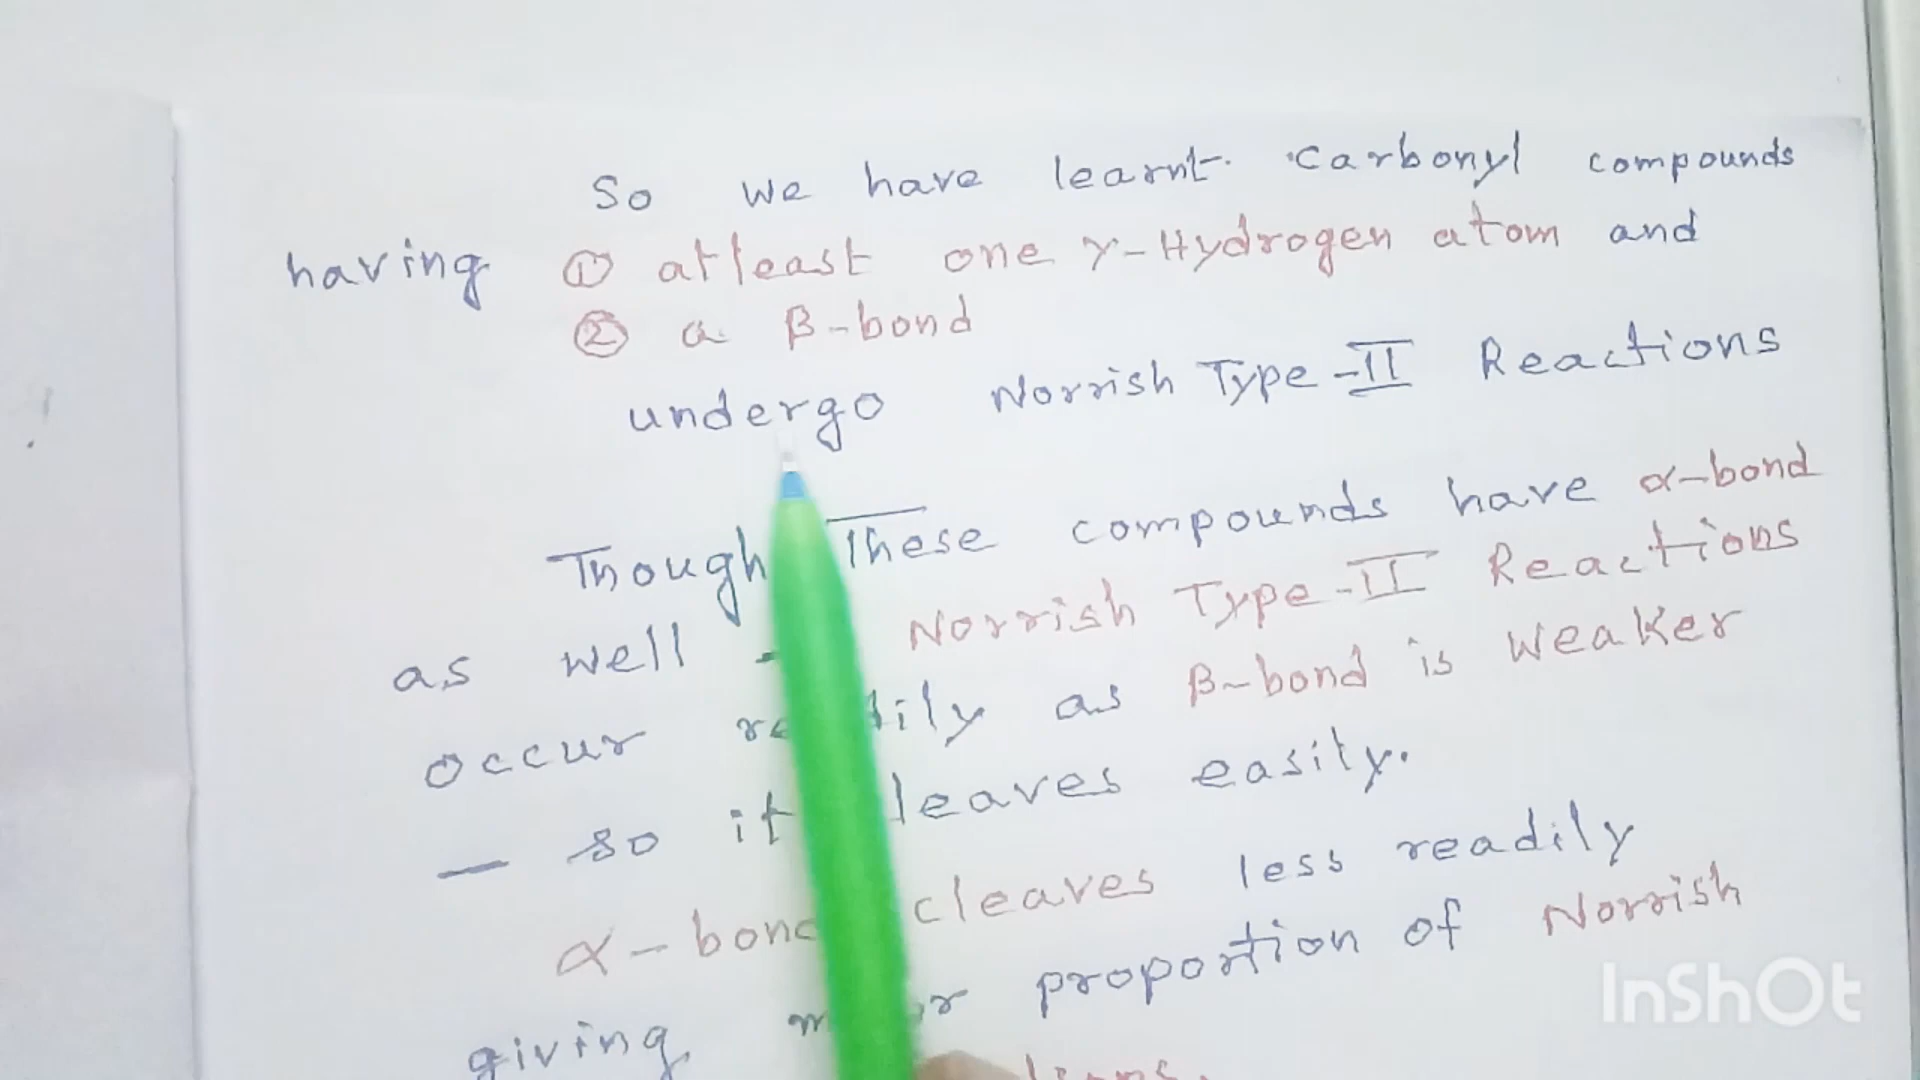 So we have learnt carbonyl compounds
having ① atleast one γ-Hydrogen atom and
② a β-bond
undergo Norrish Type-II Reactions
Though These compounds have α-bond
as well - Norrish Type-II Reactions
occur readily as β-bond is weaker
— so it cleaves easily.
α-bond cleaves less readily
giving proportion of Norrish
InShOt